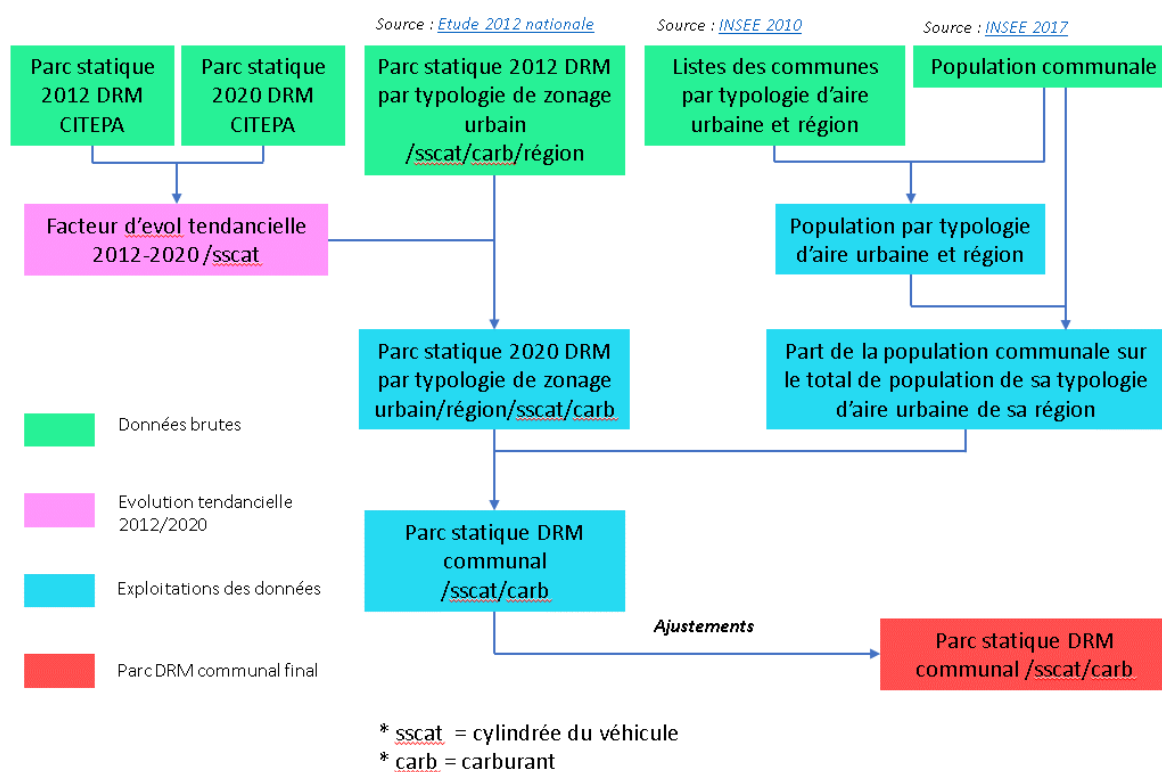 Source : Etude 2012 nationale
Source : INSEE 2010
Source : INSEE 2017
Parc statique
2012 DRM
CITEPA
Parc statique
2020 DRM
CITEPA
Parc statique 2012 DRM
par typologie de zonage
urbain
/sscat/carb/région
Listes des communes
par typologie d'aire
urbaine et région
Population communale
Facteur d'evol tendancielle
2012-2020 /sscat
Population par typologie
d'aire urbaine et région
Parc statique 2020 DRM
par typologie de zonage
urbain/région/sscat/carb
Part de la population communale sur
le total de population de sa typologie
d'aire urbaine de sa région
Données brutes
Evolution tendancielle
2012/2020
Exploitations des données
Parc DRM communal final
Parc statique DRM
communal
/sscat/carb
Ajustements
Parc statique DRM
communal /sscat/carb
* sscat = cylindrée du véhicule
* carb = carburant